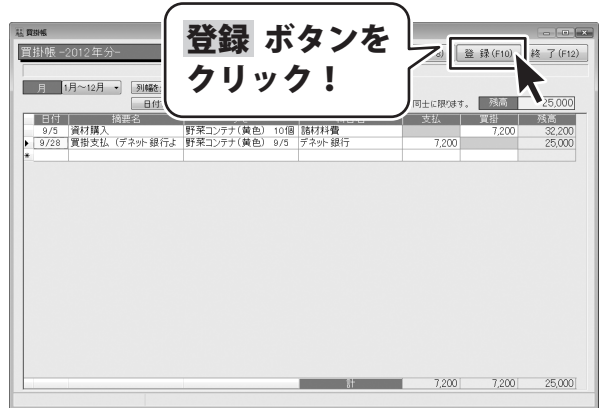 買掛帳
買掛帳 -2012年分-
登録 ボタンを
クリック!
登 録(F10)
終 了(F12)
月 1月~12月
日付
同士に限ります。 残高 25,000
日付 摘要名 支払 買掛 残高
9/5 資材購入 野菜コンテナ(黄色) 10個 諸材料費 7,200 32,200
9/28 買掛支払 (デネット銀行よ 野菜コンテナ(黄色) 9/5 デネット銀行 7,200 25,000
計 7,200 7,200 25,000